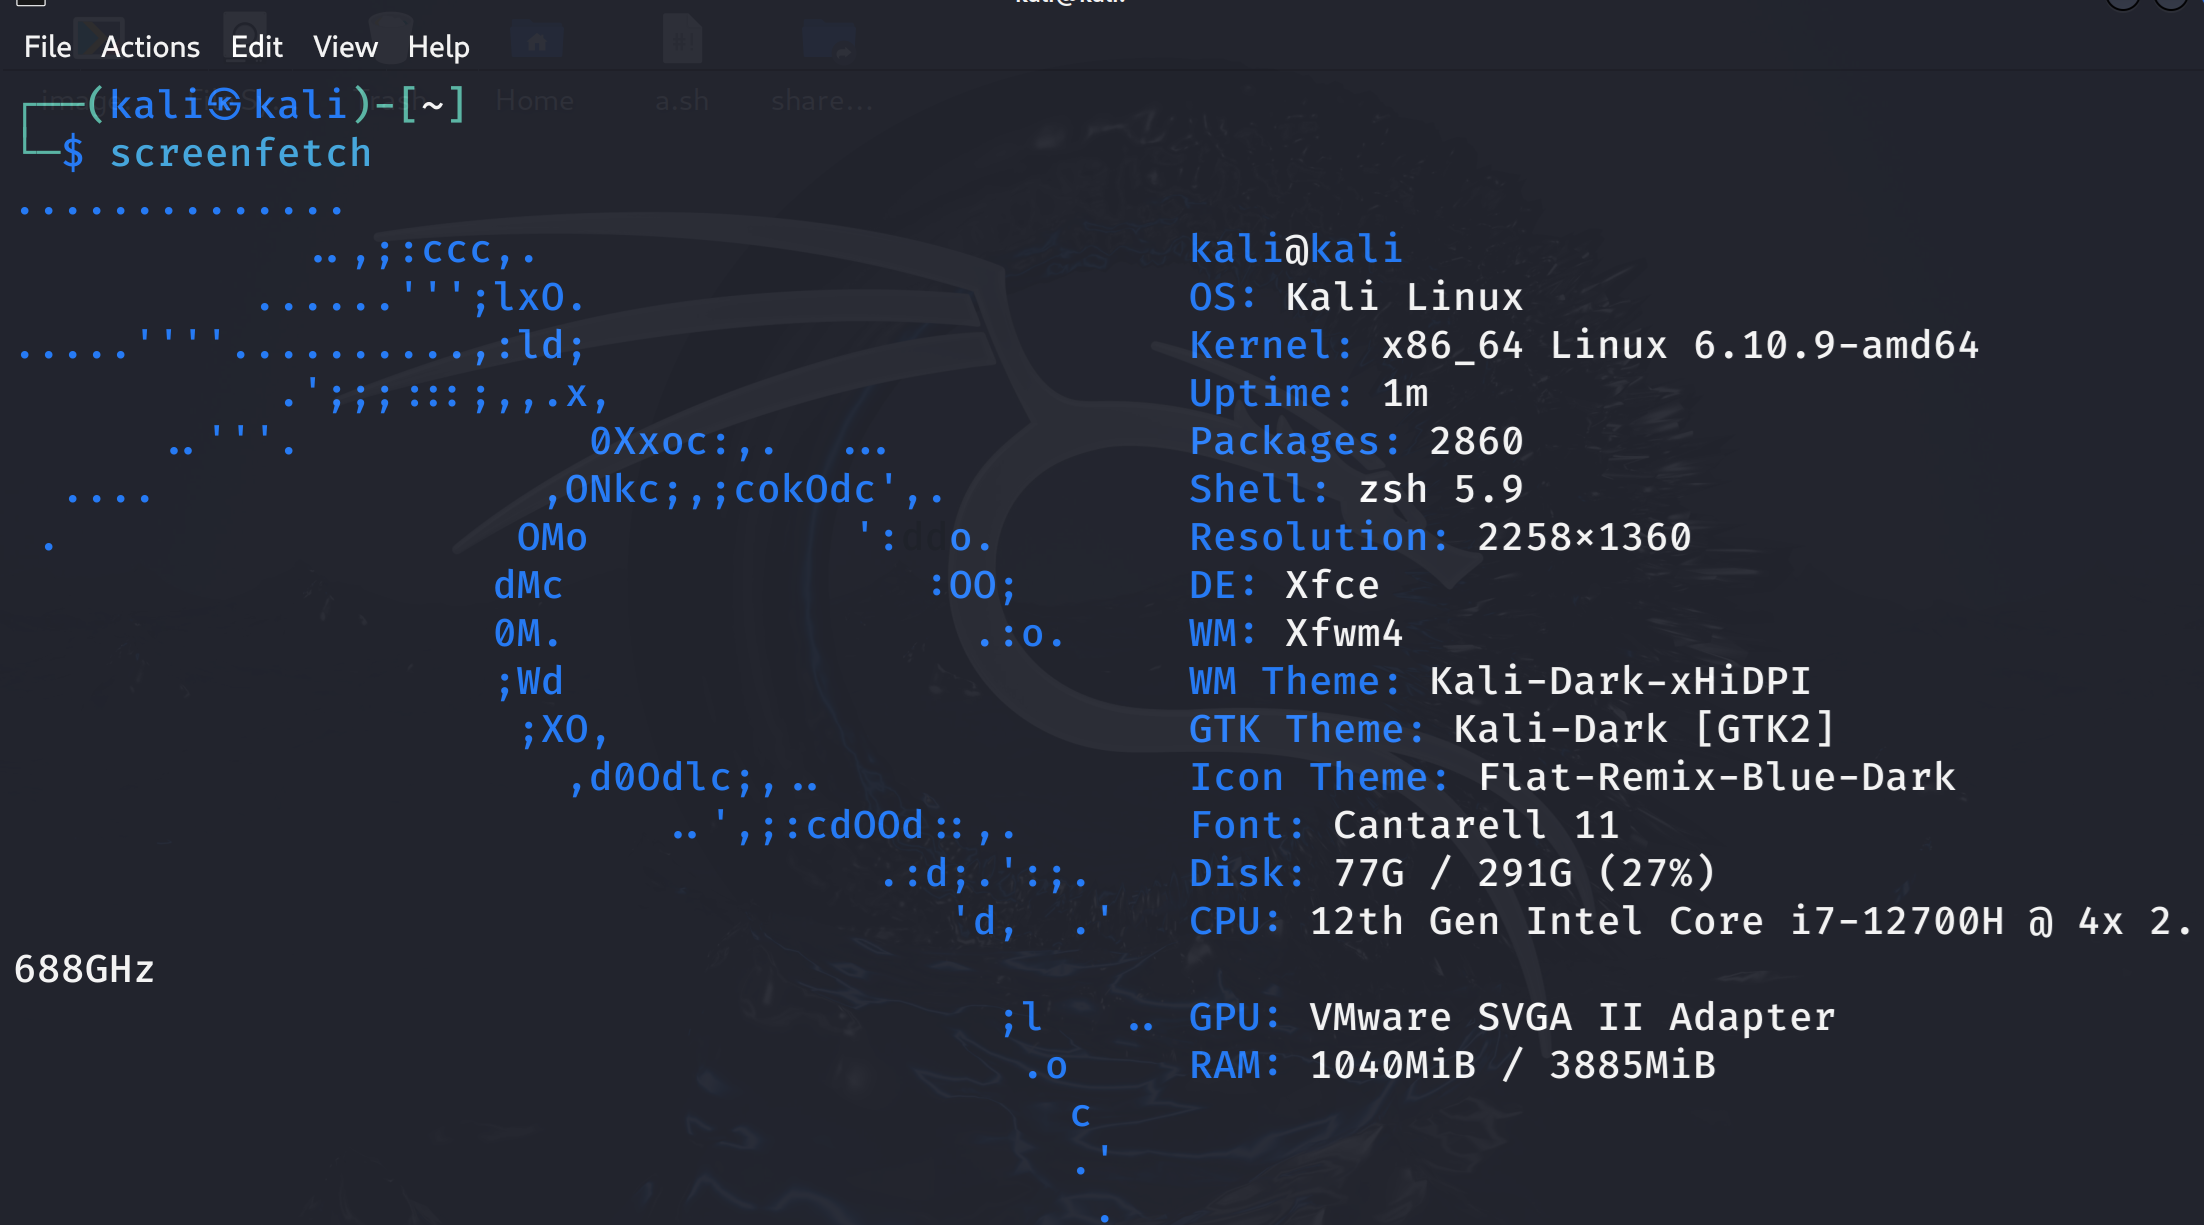 File Actions Edit View Help
┌──(kali㉿kali)-[~]
└─$ screenfetch
..............
..,;:ccc,. kali@kali
......''';lxO. OS: Kali Linux
.....''''..........,:ld; Kernel: x86_64 Linux 6.10.9-amd64
.';;;:::;,,.x, Uptime: 1m
..'''. 0Xxoc:,. ... Packages: 2860
.... ,ONkc;,;cokOdc',. Shell: zsh 5.9
. OMo ':ddo. Resolution: 2258x1360
dMc :OO; DE: Xfce
0M. .:o. WM: Xfwm4
;Wd WM Theme: Kali-Dark-xHiDPI
;XO, GTK Theme: Kali-Dark [GTK2]
,d0Odlc;,.. Icon Theme: Flat-Remix-Blue-Dark
..',;:cdOOd::,. Font: Cantarell 11
.:d;.':;. Disk: 77G / 291G (27%)
'd, .' CPU: 12th Gen Intel Core i7-12700H @ 4x 2.
688GHz
;l .. GPU: VMware SVGA II Adapter
.o RAM: 1040MiB / 3885MiB
c
.'
.
Home
a.sh
share...